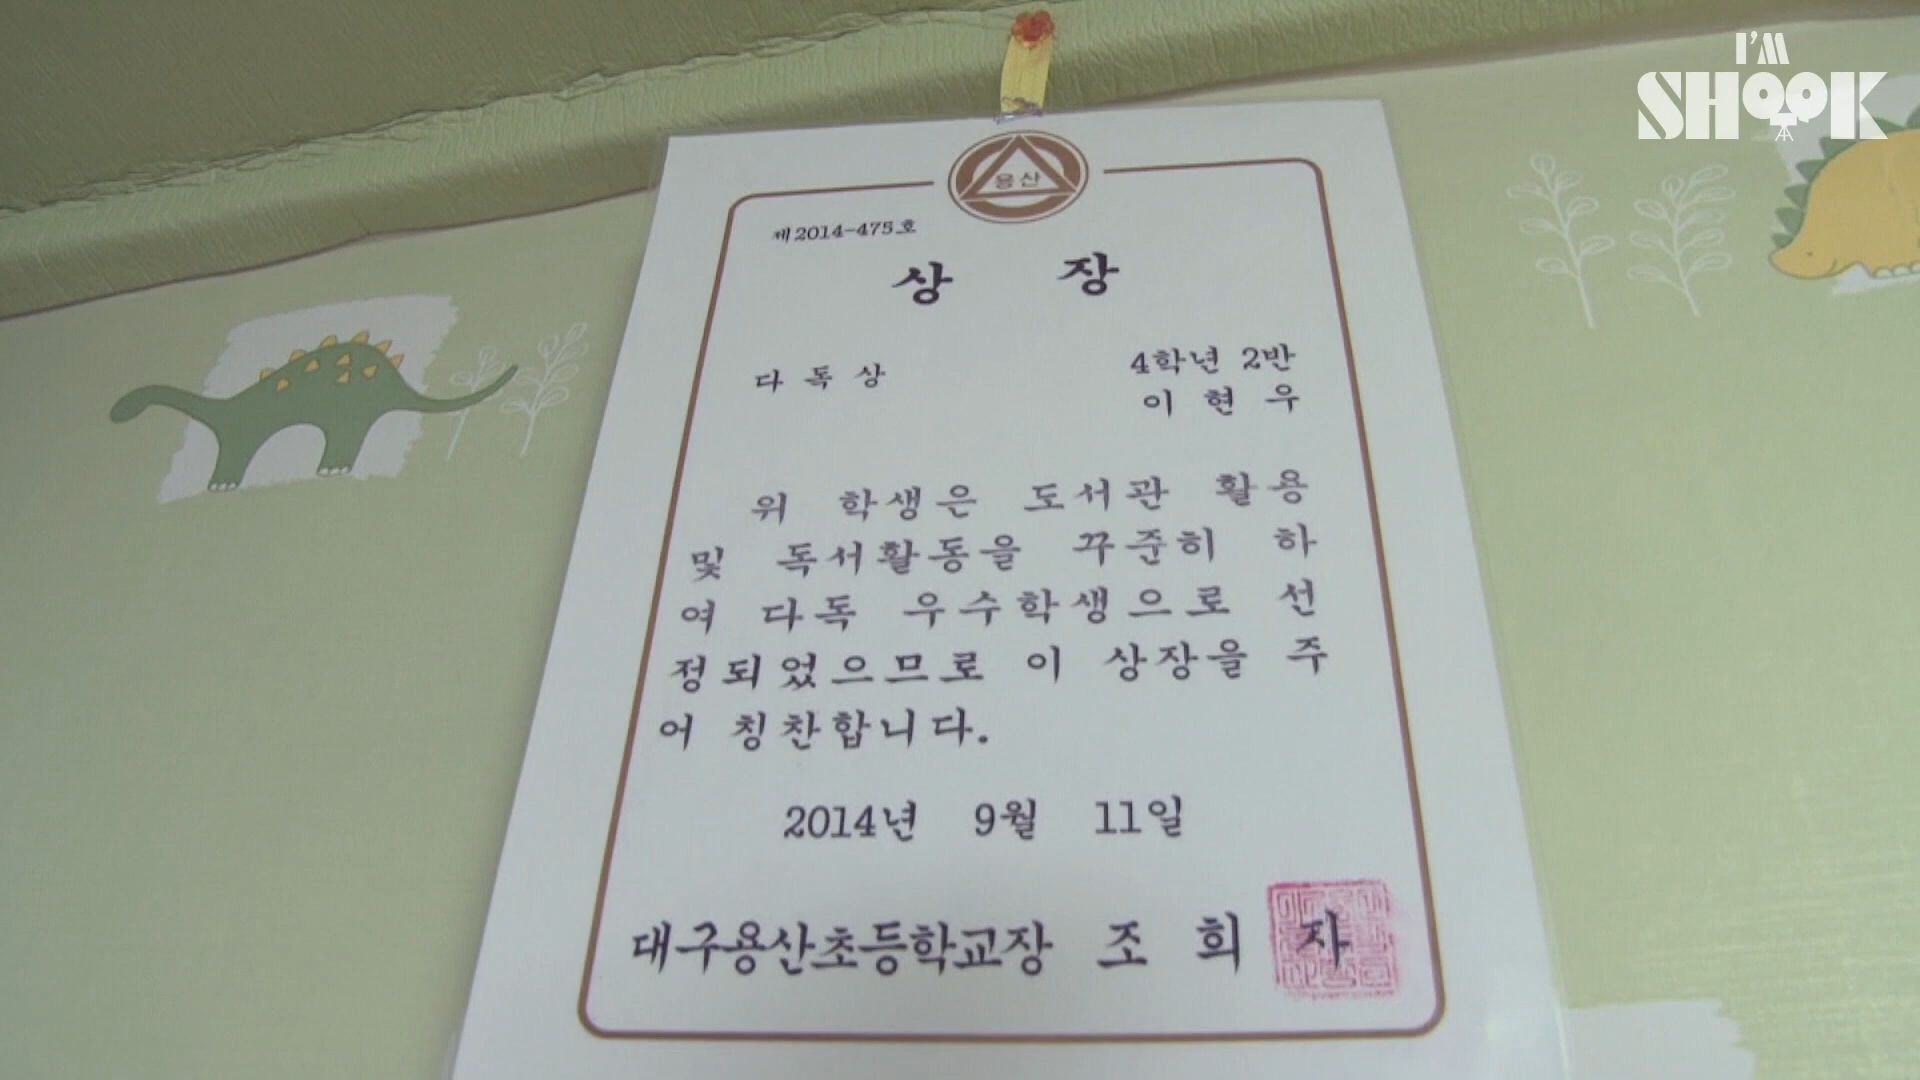 I'M
SHOOK
용산
제2014-475호
상 장
다독상
4학년 2반
이 현 우
위 학생은 도서관 활용
및 독서활동을 꾸준히 하
여 다독 우수학생으로 선
정되었으므로 이 상장을 주
어 칭찬합니다.
2014년 9월 11일
대구용산초등학교장 조 희 자